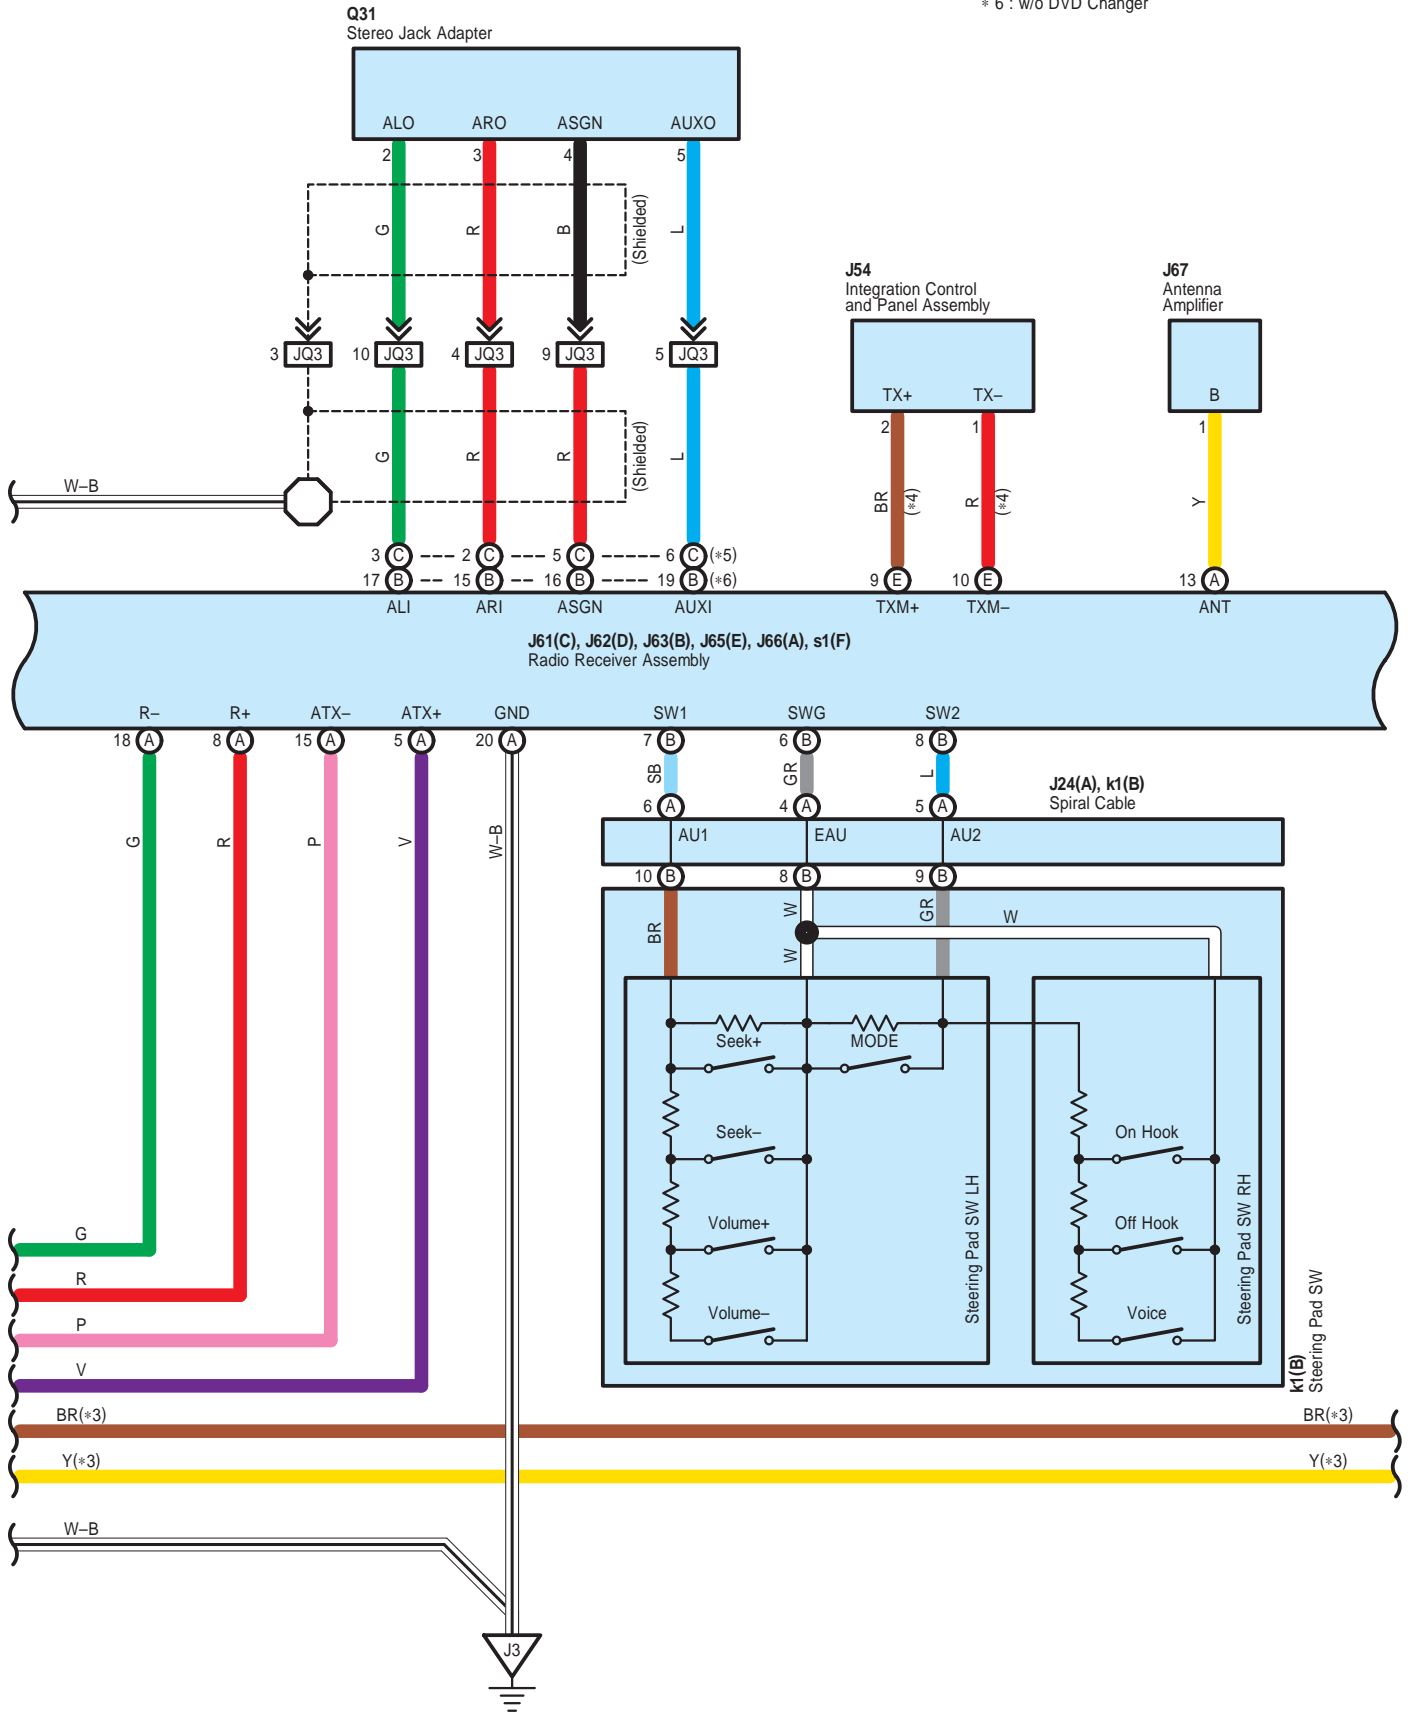 * 6 : w/o DVD Changer
Q31
Stereo Jack Adapter
ALO ARO ASGN AUXO
2 3 4 5
G R B L (Shielded)
J54
Integration Control
and Panel Assembly
J67
Antenna
Amplifier
3 JQ3 10 JQ3 4 JQ3 9 JQ3 5 JQ3
TX+ TX– B
2 1 1
G R R L (Shielded)
W–B
BR (*4) R (*4) Y
3 C 2 C 5 C 6 C (*5)
17 B 15 B 16 B 19 B (*6) 9 E 10 E 13 A
ALI ARI ASGN AUXI TXM+ TXM– ANT
J61(C), J62(D), J63(B), J65(E), J66(A), s1(F)
Radio Receiver Assembly
R– R+ ATX– ATX+ GND SW1 SWG SW2
18 A 8 A 15 A 5 A 20 A 7 B 6 B 8 B
SB GR L
J24(A), k1(B)
Spiral Cable
6 A 4 A 5 A
G R P V W–B
AU1 EAU AU2
10 B 8 B 9 B
BR W W GR W
Seek+ MODE
Seek– On Hook
Volume+ Off Hook
Volume– Voice
Steering Pad SW LH
Steering Pad SW RH
k1(B)
Steering Pad SW
G
R
P
V
BR(*3) BR(*3)
Y(*3) Y(*3)
W–B
J3